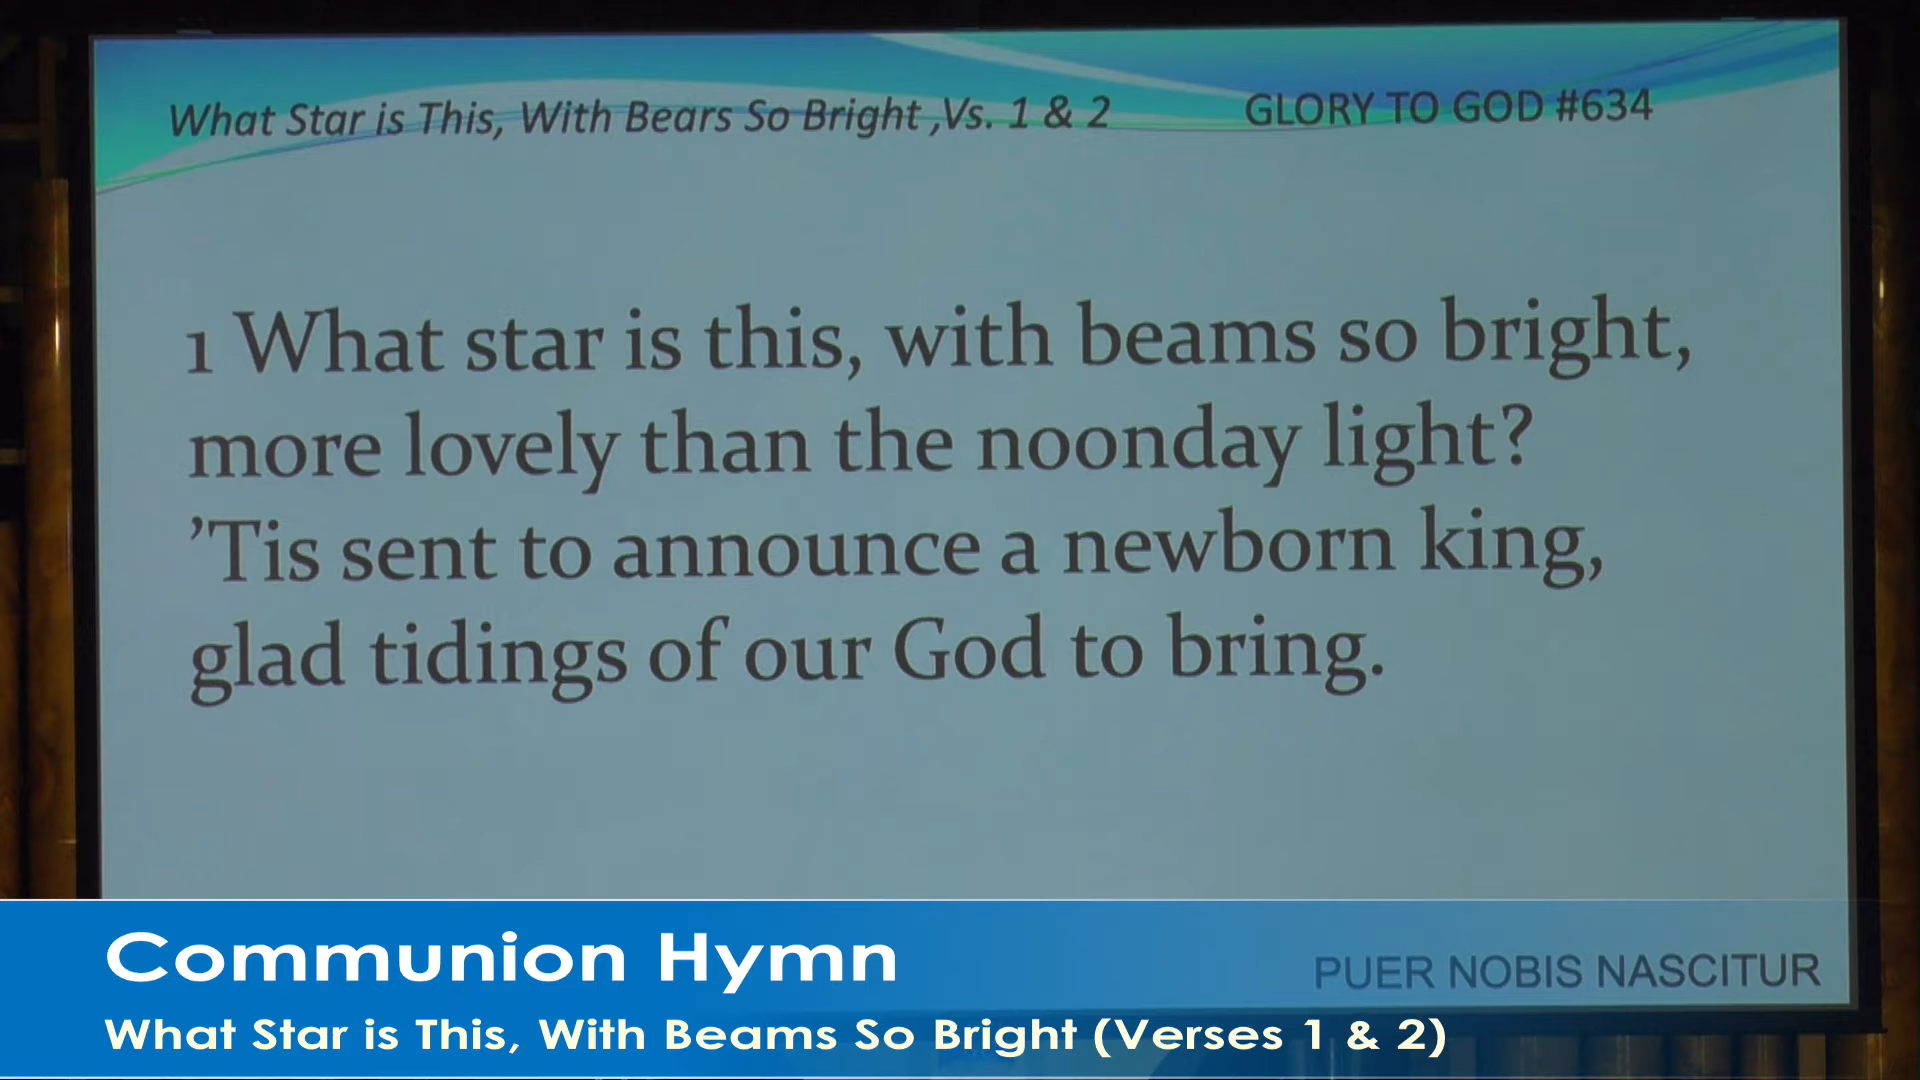 What Star is This, With Bears So Bright ,Vs. 1 & 2 GLORY TO GOD #634
1 What star is this, with beams so bright,
more lovely than the noonday light?
’Tis sent to announce a newborn king,
glad tidings of our God to bring.
PUER NOBIS NASCITUR
Communion Hymn
What Star is This, With Beams So Bright (Verses 1 & 2)